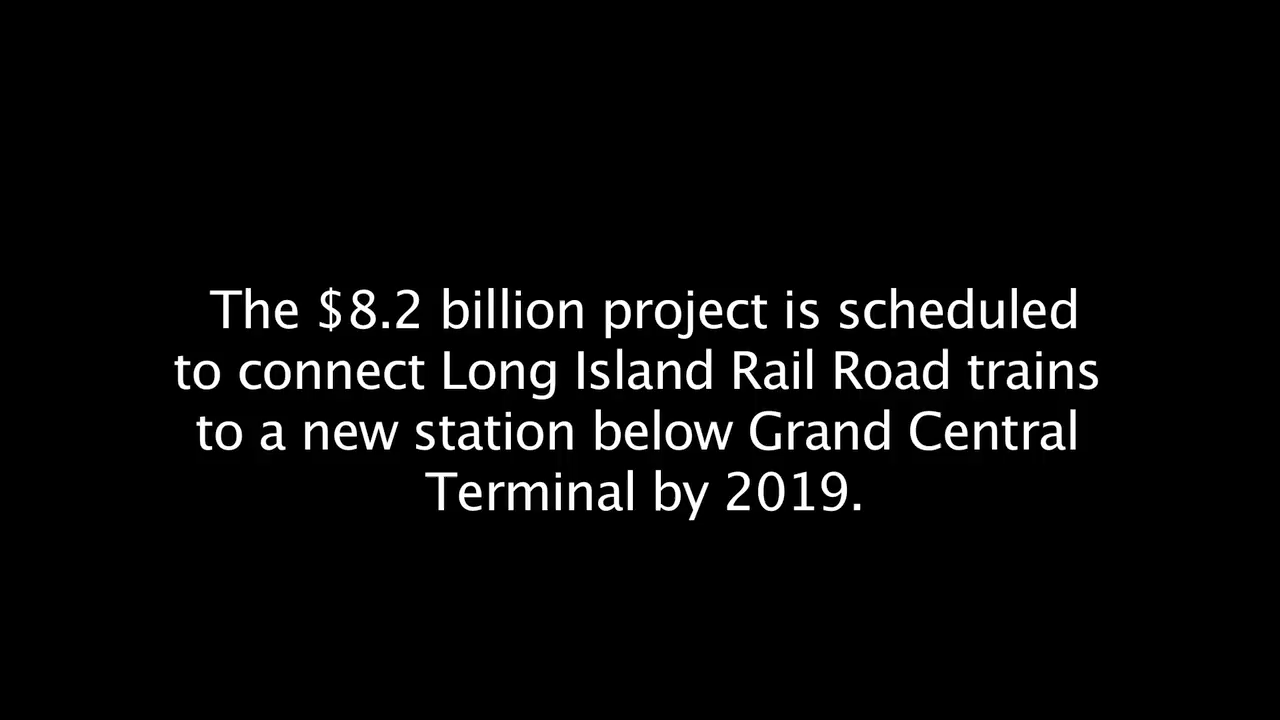 The $8.2 billion project is scheduled
to connect Long Island Rail Road trains
to a new station below Grand Central
Terminal by 2019.